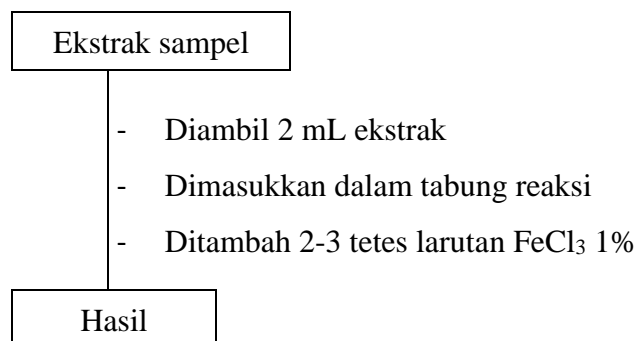 Ekstrak sampel
- Diambil 2 mL ekstrak
- Dimasukkan dalam tabung reaksi
- Ditambah 2-3 tetes larutan FeCl₃ 1%
Hasil